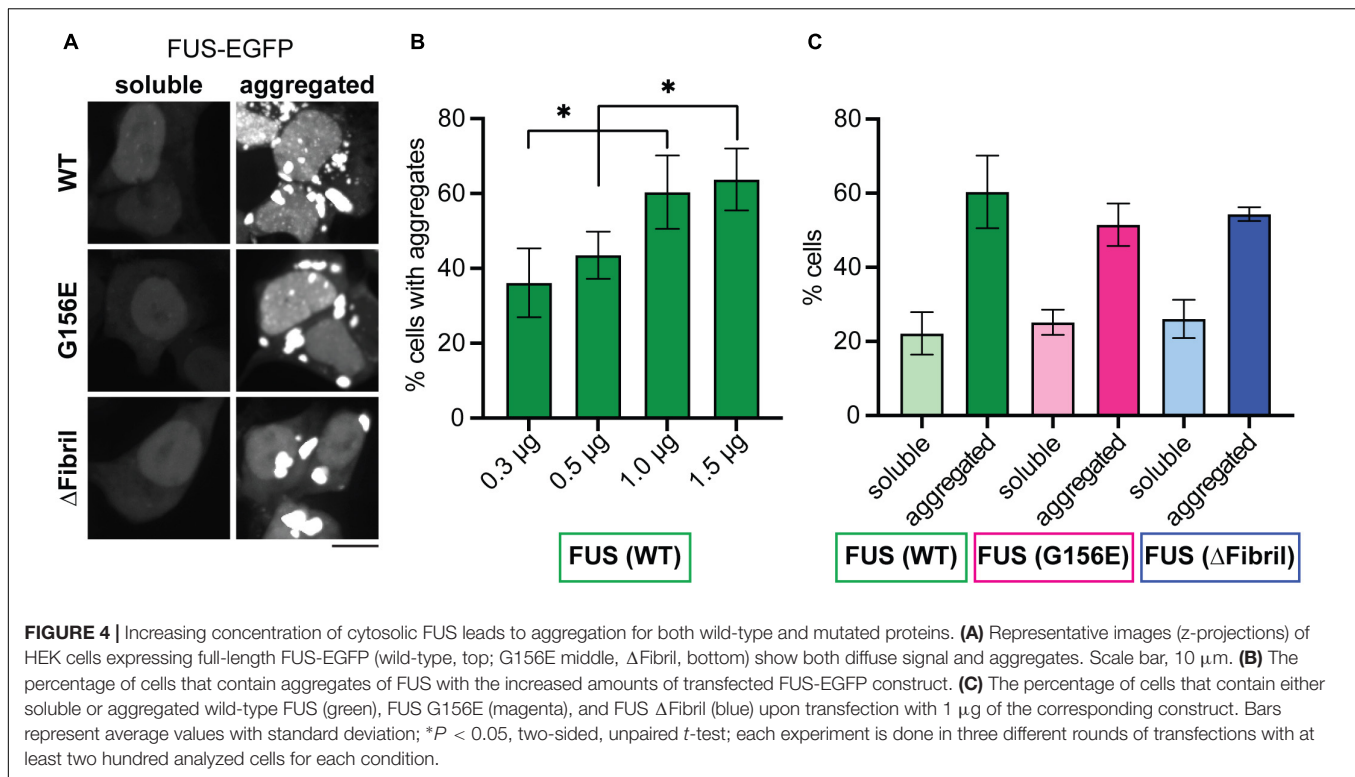 A
FUS-EGFP
soluble aggregated
WT
G156E
ΔFibril
B
% cells with aggregates
80
60
40
20
0
* *
0.3 µg 0.5 µg 1.0 µg 1.5 µg
FUS (WT)
C
% cells
80
60
40
20
0
soluble aggregated soluble aggregated soluble aggregated
FUS (WT) FUS (G156E) FUS (ΔFibril)
FIGURE 4 | Increasing concentration of cytosolic FUS leads to aggregation for both wild-type and mutated proteins. (A) Representative images (z-projections) of
HEK cells expressing full-length FUS-EGFP (wild-type, top; G156E middle, ΔFibril, bottom) show both diffuse signal and aggregates. Scale bar, 10 µm. (B) The
percentage of cells that contain aggregates of FUS with the increased amounts of transfected FUS-EGFP construct. (C) The percentage of cells that contain either
soluble or aggregated wild-type FUS (green), FUS G156E (magenta), and FUS ΔFibril (blue) upon transfection with 1 µg of the corresponding construct. Bars
represent average values with standard deviation; *P < 0.05, two-sided, unpaired t-test; each experiment is done in three different rounds of transfections with at
least two hundred analyzed cells for each condition.